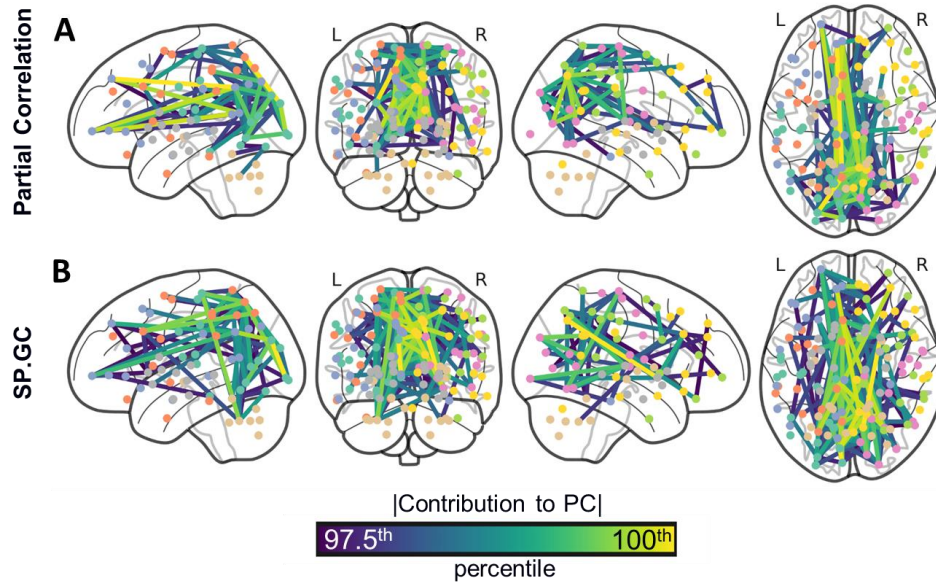 A
Partial Correlation
L
R
L
R
B
SP.GC
L
R
L
R
|Contribution to PC|
97.5th
100th
percentile